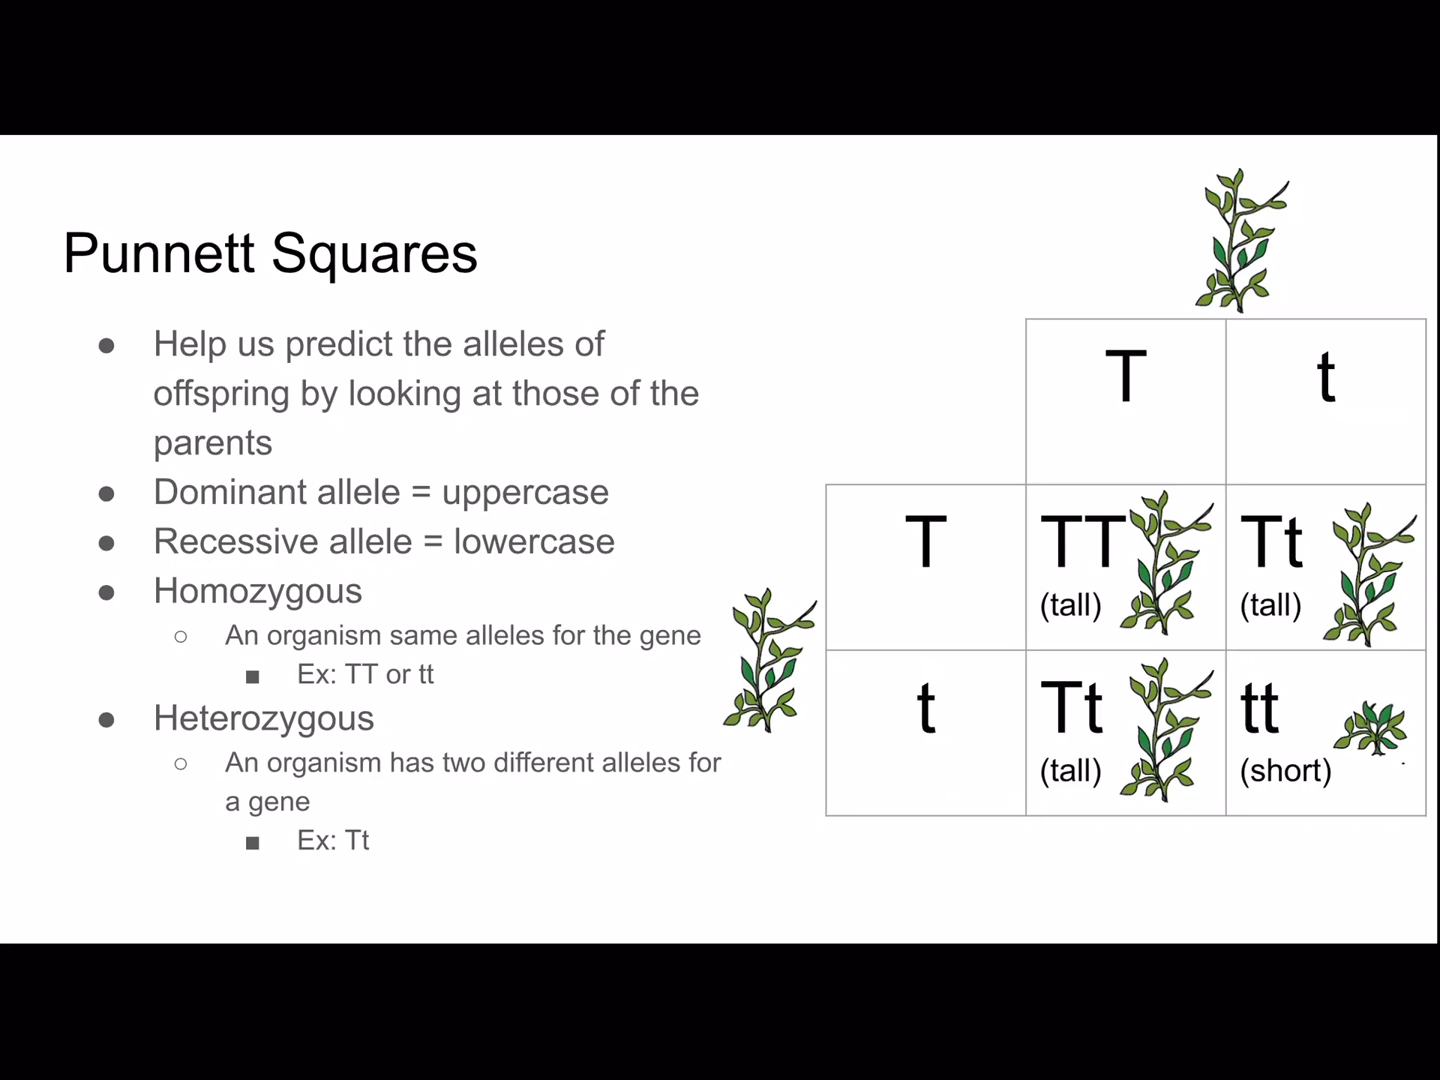 Punnett Squares
● Help us predict the alleles of
offspring by looking at those of the
parents
● Dominant allele = uppercase
● Recessive allele = lowercase
● Homozygous
○ An organism same alleles for the gene
■ Ex: TT or tt
● Heterozygous
○ An organism has two different alleles for
a gene
■ Ex: Tt
T t
T TT Tt
(tall) (tall)
t Tt tt
(tall) (short)